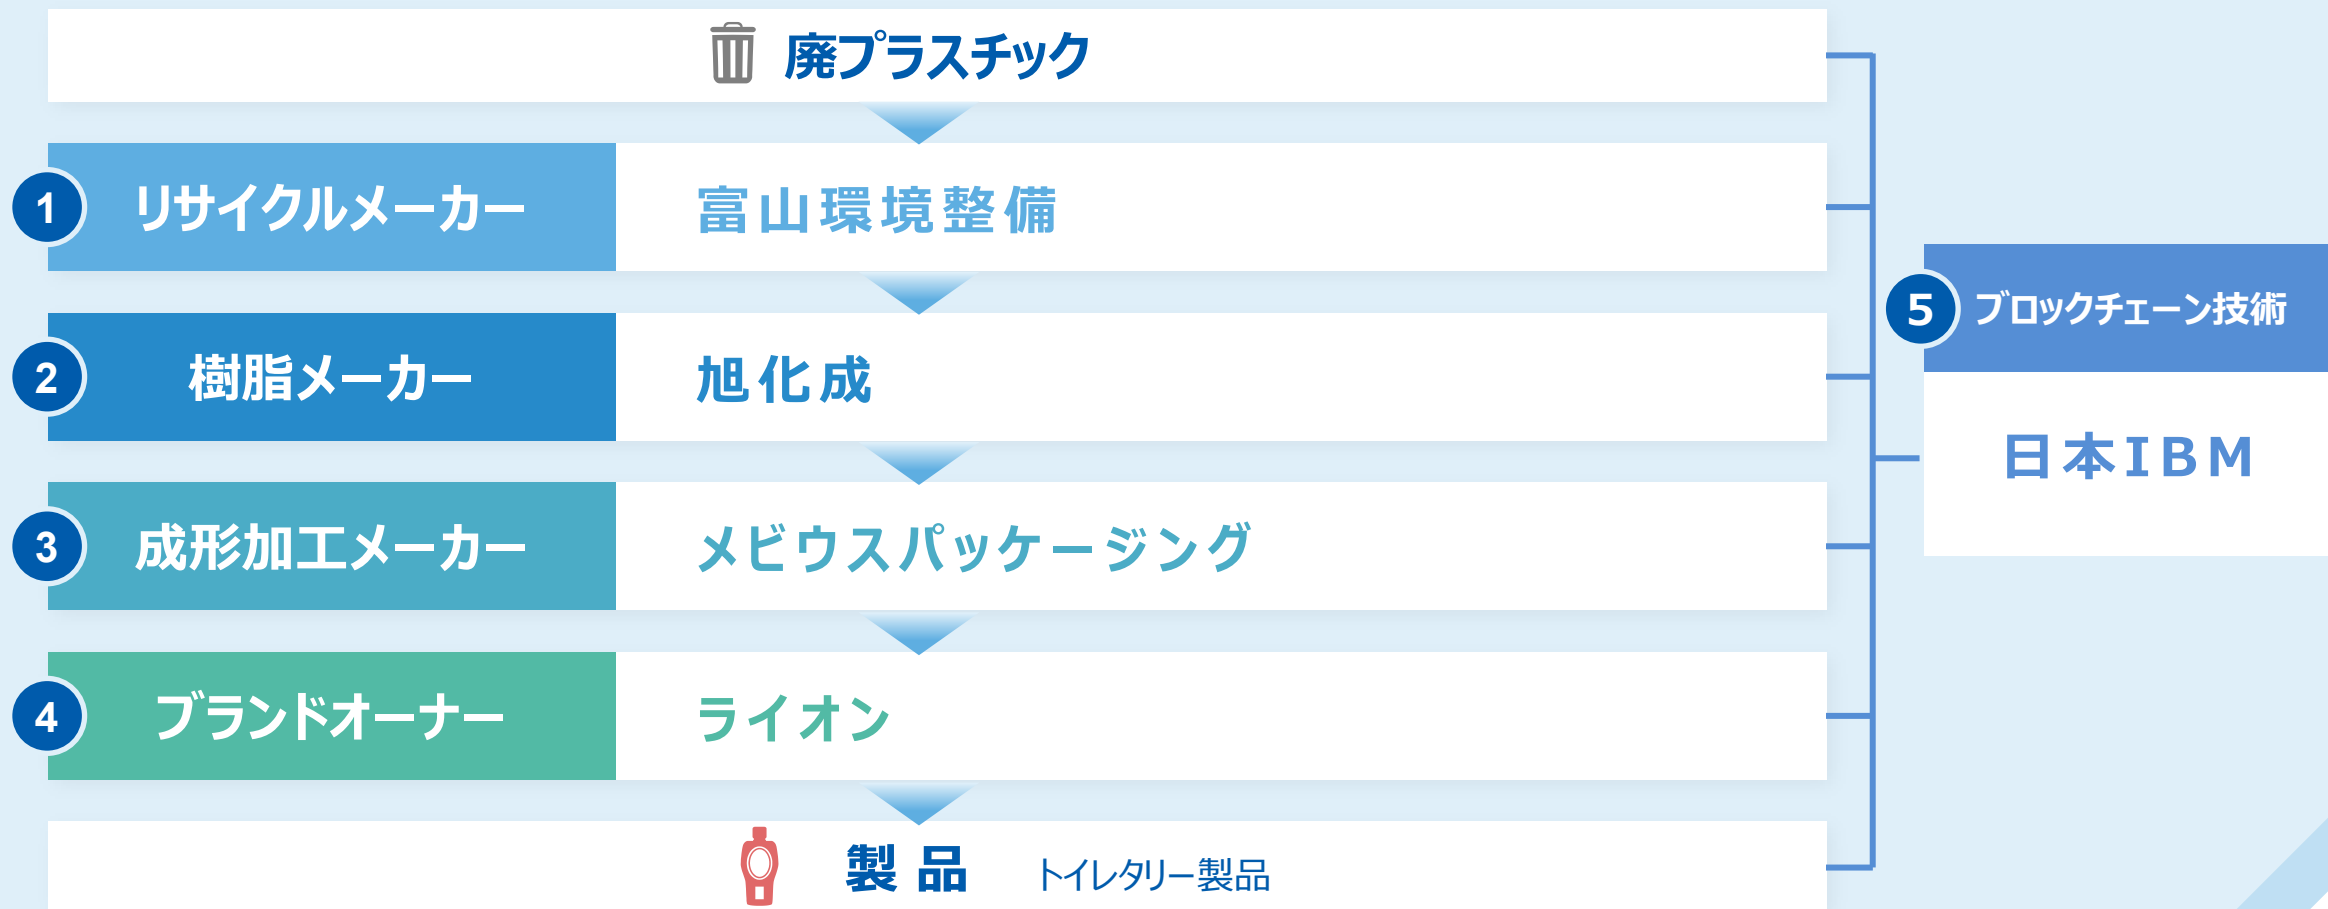 廃プラスチック
1 リサイクルメーカー 富山環境整備
2 樹脂メーカー 旭化成
3 成形加工メーカー メビウスパッケージング
4 ブランドオーナー ライオン
製品 トイレタリー製品
5 ブロックチェーン技術
日本IBM